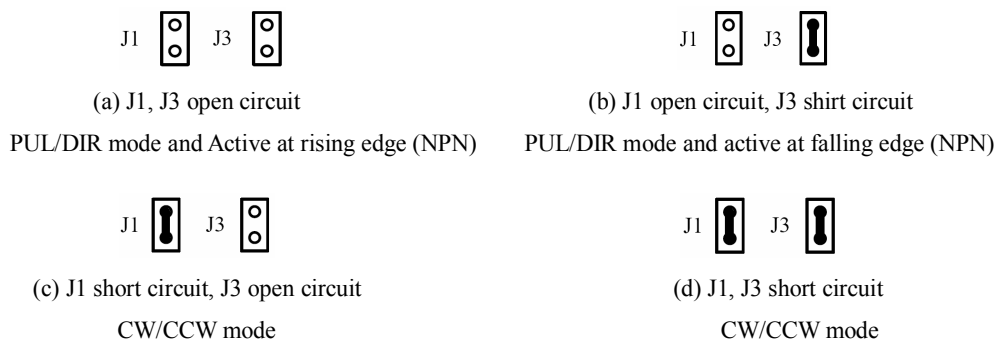 J1 J3
J1 J3
(a) J1, J3 open circuit
(b) J1 open circuit, J3 shirt circuit
PUL/DIR mode and Active at rising edge (NPN)
PUL/DIR mode and active at falling edge (NPN)
J1 J3
J1 J3
(c) J1 short circuit, J3 open circuit
(d) J1, J3 short circuit
CW/CCW mode
CW/CCW mode